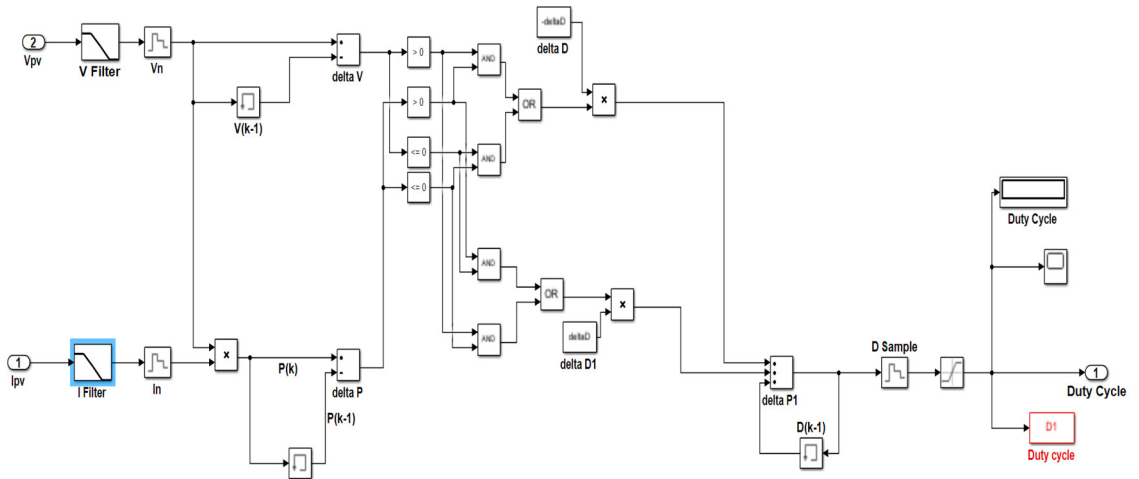 -deltaD
delta D
2
Vpv
V Filter
Vn
delta V
> 0
AND
OR
x
V(k-1)
> 0
<= 0
AND
<= 0
Duty Cycle
AND
OR
x
deltaD
delta D1
AND
1
Ipv
I Filter
In
x
P(k)
delta P
P(k-1)
delta P1
D(k-1)
D Sample
1
Duty Cycle
D1
Duty cycle